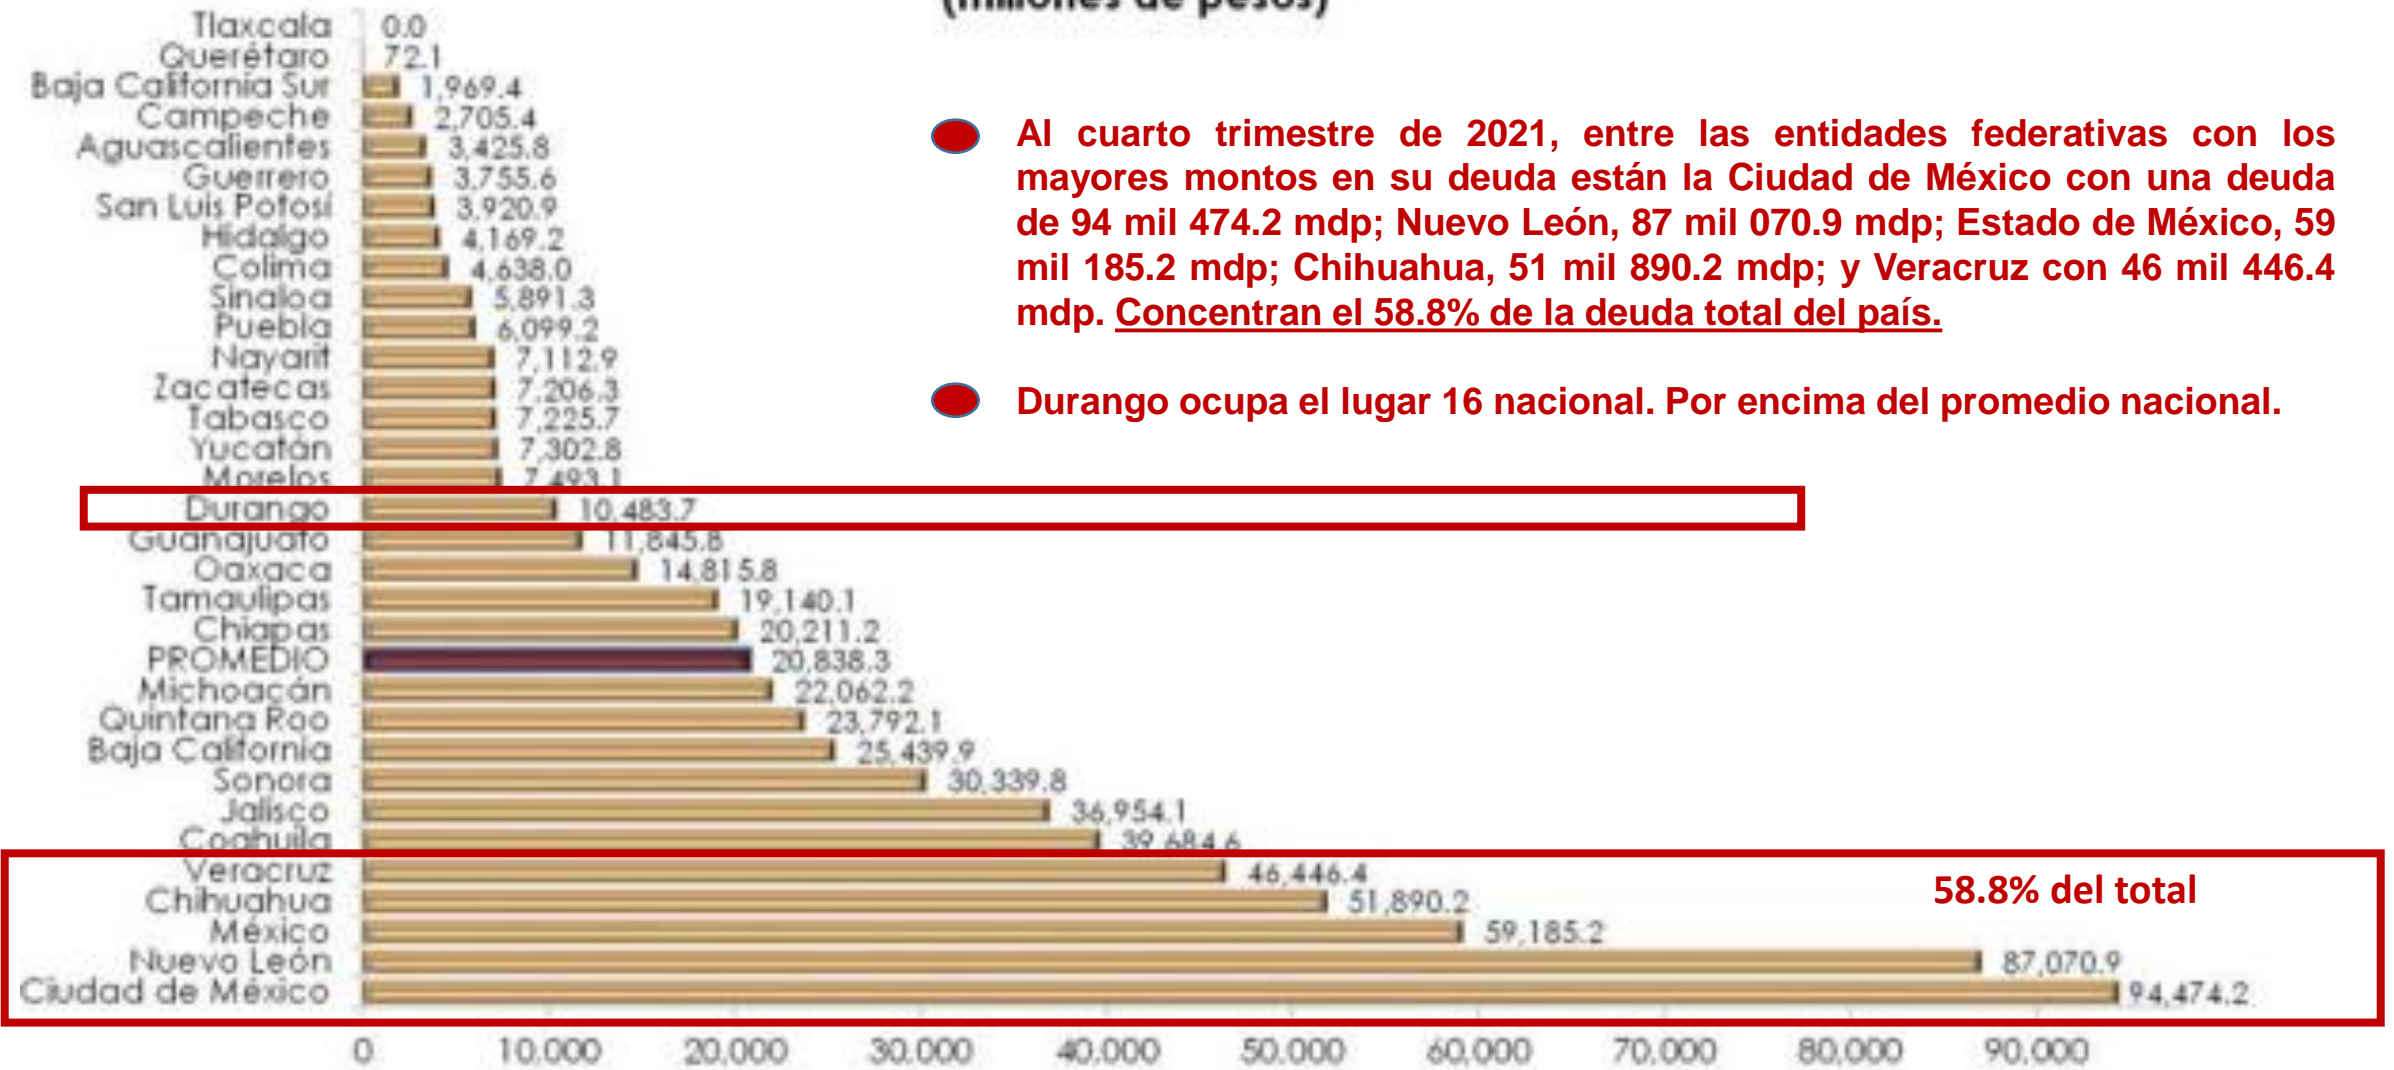 (millones de pesos)
Tlaxcala 0.0
Querétaro 72.1
Baja California Sur 1,969.4
Campeche 2,705.4
Aguascalientes 3,425.8
Guerrero 3,755.6
San Luis Potosí 3,920.9
Hidalgo 4,169.2
Colima 4,638.0
Sinaloa 5,891.3
Puebla 6,099.2
Nayarit 7,112.9
Zacatecas 7,206.3
Tabasco 7,225.7
Yucatán 7,302.8
Morelos 7,493.1
Durango 10,483.7
Guanajuato 11,845.8
Oaxaca 14,815.8
Tamaulipas 19,140.1
Chiapas 20,211.2
PROMEDIO 20,838.3
Michoacán 22,062.2
Quintana Roo 23,792.1
Baja California 25,439.9
Sonora 30,339.8
Jalisco 36,954.1
Coahuila 39,684.6
Veracruz 46,446.4
Chihuahua 51,890.2
México 59,185.2
Nuevo León 87,070.9
Ciudad de México 94,474.2
0 10,000 20,000 30,000 40,000 50,000 60,000 70,000 80,000 90,000
Al cuarto trimestre de 2021, entre las entidades federativas con los
mayores montos en su deuda están la Ciudad de México con una deuda
de 94 mil 474.2 mdp; Nuevo León, 87 mil 070.9 mdp; Estado de México, 59
mil 185.2 mdp; Chihuahua, 51 mil 890.2 mdp; y Veracruz con 46 mil 446.4
mdp. Concentran el 58.8% de la deuda total del país.
Durango ocupa el lugar 16 nacional. Por encima del promedio nacional.
58.8% del total